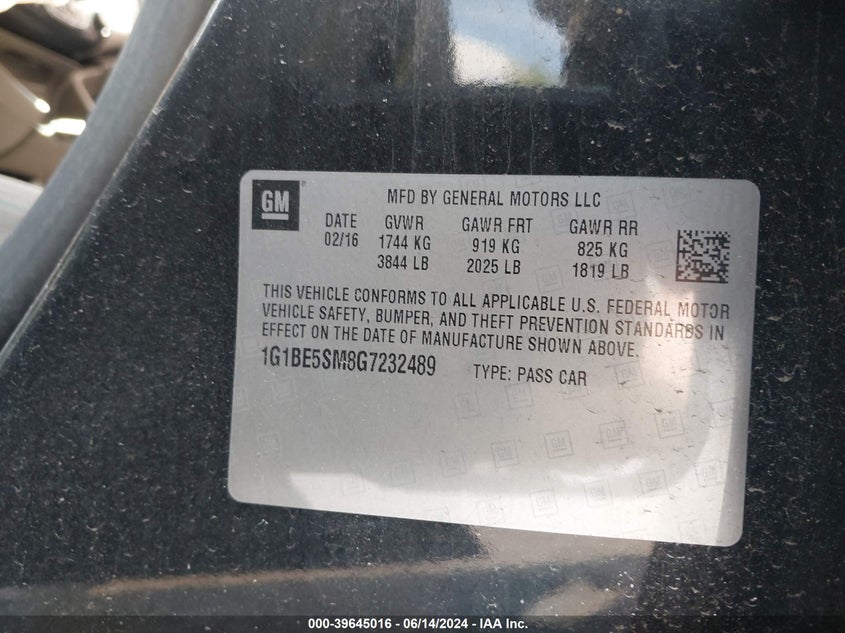 GM
MFD BY GENERAL MOTORS LLC
DATE GVWR GAWR FRT GAWR RR
02/16 1744 KG 919 KG 825 KG
3844 LB 2025 LB 1819 LB
THIS VEHICLE CONFORMS TO ALL APPLICABLE U.S. FEDERAL MOTOR
VEHICLE SAFETY, BUMPER, AND THEFT PREVENTION STANDARDS IN
EFFECT ON THE DATE OF MANUFACTURE SHOWN ABOVE.
1G1BE5SM8G7232489 TYPE: PASS CAR
000-39645016 - 06/14/2024 - IAA Inc.